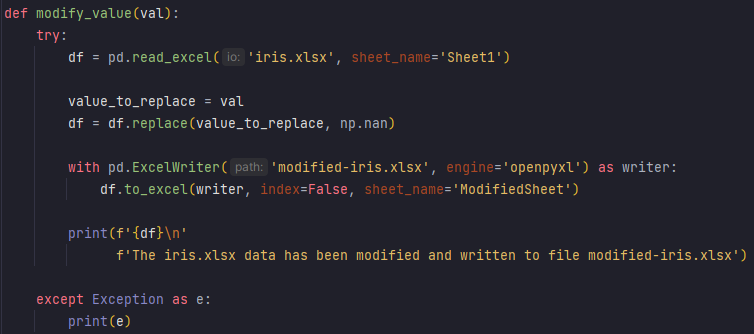 def modify_value(val):
    try:
        df = pd.read_excel( io: 'iris.xlsx', sheet_name='Sheet1')

        value_to_replace = val
        df = df.replace(value_to_replace, np.nan)

        with pd.ExcelWriter( path: 'modified-iris.xlsx', engine='openpyxl') as writer:
            df.to_excel(writer, index=False, sheet_name='ModifiedSheet')

        print(f'{df}\n'
              f'The iris.xlsx data has been modified and written to file modified-iris.xlsx')

    except Exception as e:
        print(e)